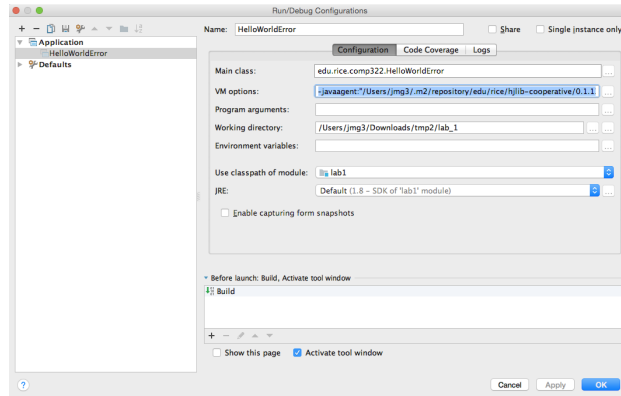 Run/Debug Configurations
Name: HelloWorldError Share Single instance only
Application
HelloWorldError
Defaults
Configuration Code Coverage Logs
Main class: edu.rice.comp322.HelloWorldError ...
VM options: -javaagent:"/Users/jmg3/.m2/repository/edu/rice/hjlib-cooperative/0.1.1 ...
Program arguments: ...
Working directory: /Users/jmg3/Downloads/tmp2/lab_1 ... ...
Environment variables: ...
Use classpath of module: lab1
JRE: Default (1.8 - SDK of 'lab1' module) ...
Enable capturing form snapshots
Before launch: Build, Activate tool window
Build
Show this page Activate tool window
? Cancel Apply OK